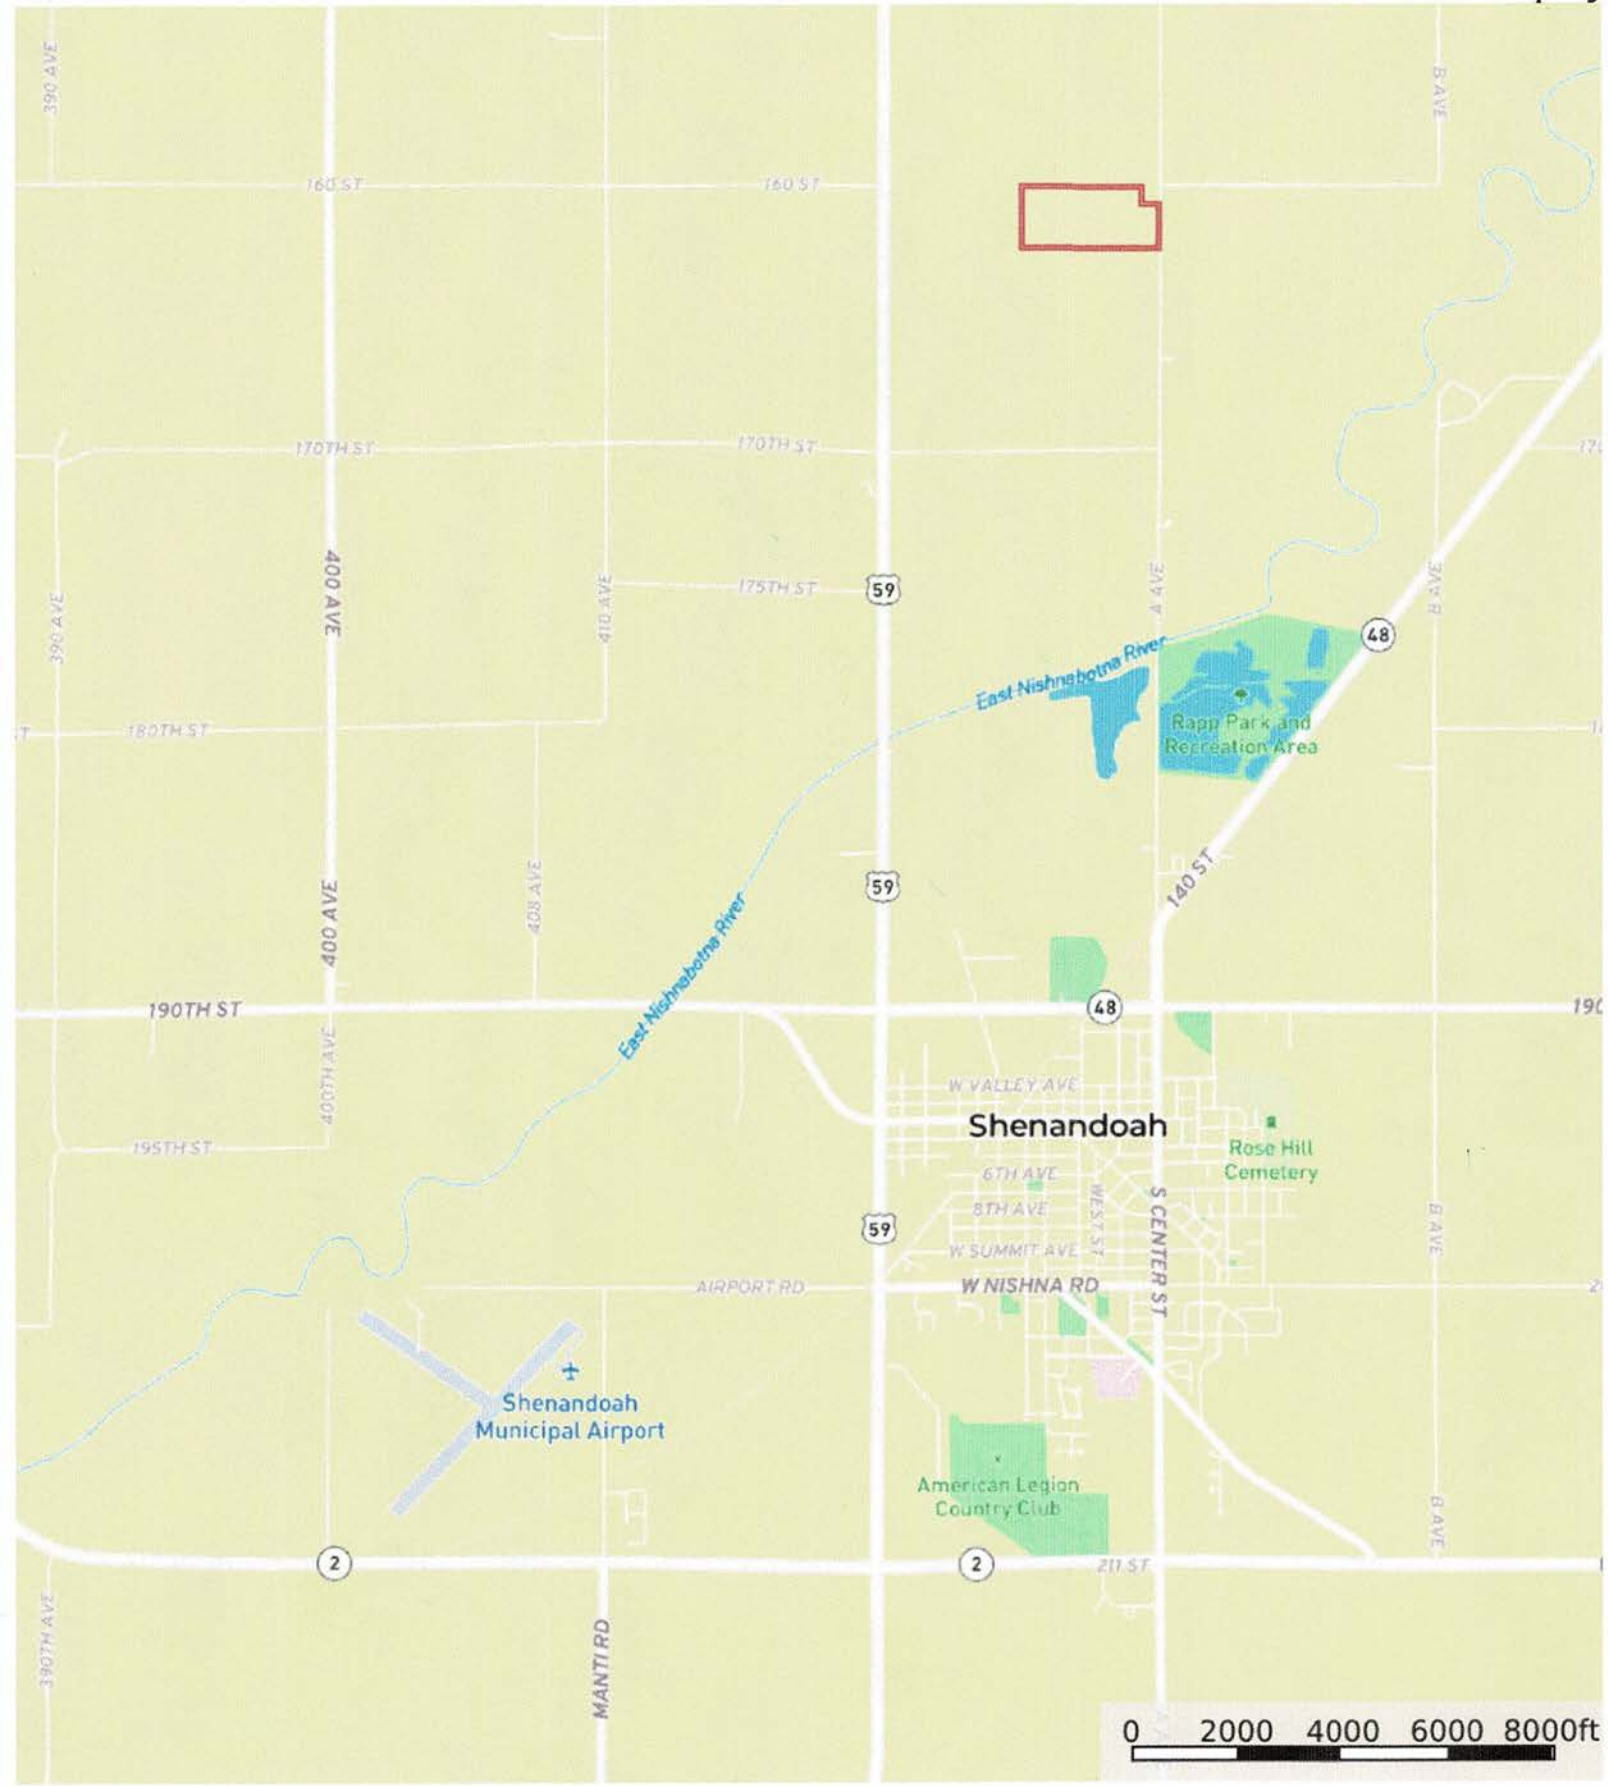 390 AVE
B AVE
160 ST
160 ST
170TH ST
170TH ST
400 AVE
59
175TH ST
410 AVE
A AVE
B AVE
390 AVE
48
East Nishnabotna River
Rapp Park and
Recreation Area
180TH ST
59
140 ST
408 AVE
400 AVE
East Nishnabotna River
190TH ST
48
400TH AVE
W VALLEY AVE
Shenandoah
195TH ST
Rose Hill
Cemetery
6TH AVE
8TH AVE
WEST ST
S CENTER ST
B AVE
59
W SUMMIT AVE
AIRPORT RD
W NISHNA RD
Shenandoah
Municipal Airport
American Legion
Country Club
B AVE
2
2
211 ST
390TH AVE
MANTI RD
0 2000 4000 6000 8000ft